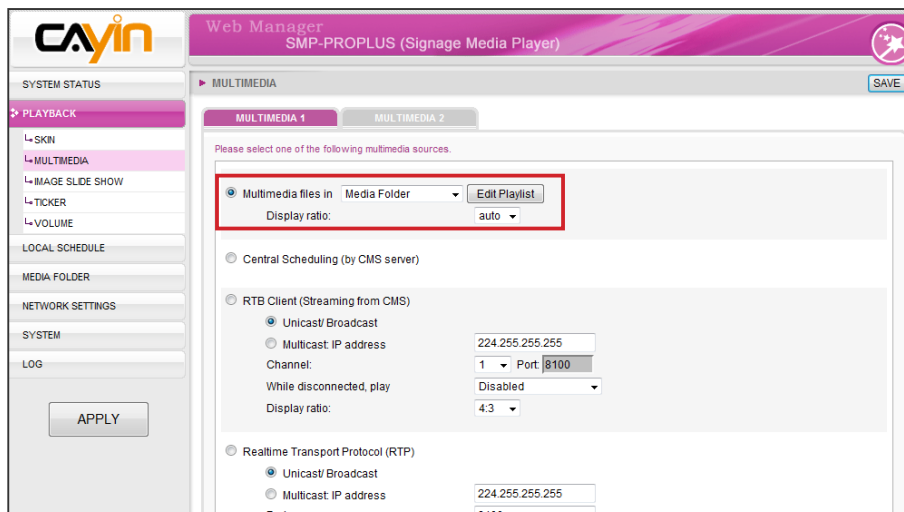 CAYIN
Web Manager
SMP-PROPLUS (Signage Media Player)
SYSTEM STATUS
PLAYBACK
SKIN
MULTIMEDIA
IMAGE SLIDE SHOW
TICKER
VOLUME
LOCAL SCHEDULE
MEDIA FOLDER
NETWORK SETTINGS
SYSTEM
LOG
APPLY
MULTIMEDIA SAVE
MULTIMEDIA 1 MULTIMEDIA 2
Please select one of the following multimedia sources.
Multimedia files in Media Folder Edit Playlist
Display ratio: auto
Central Scheduling (by CMS server)
RTB Client (Streaming from CMS)
Unicast/ Broadcast
Multicast: IP address 224.255.255.255
Channel: 1 Port: 8100
While disconnected, play Disabled
Display ratio: 4:3
Realtime Transport Protocol (RTP)
Unicast/ Broadcast
Multicast: IP address 224.255.255.255